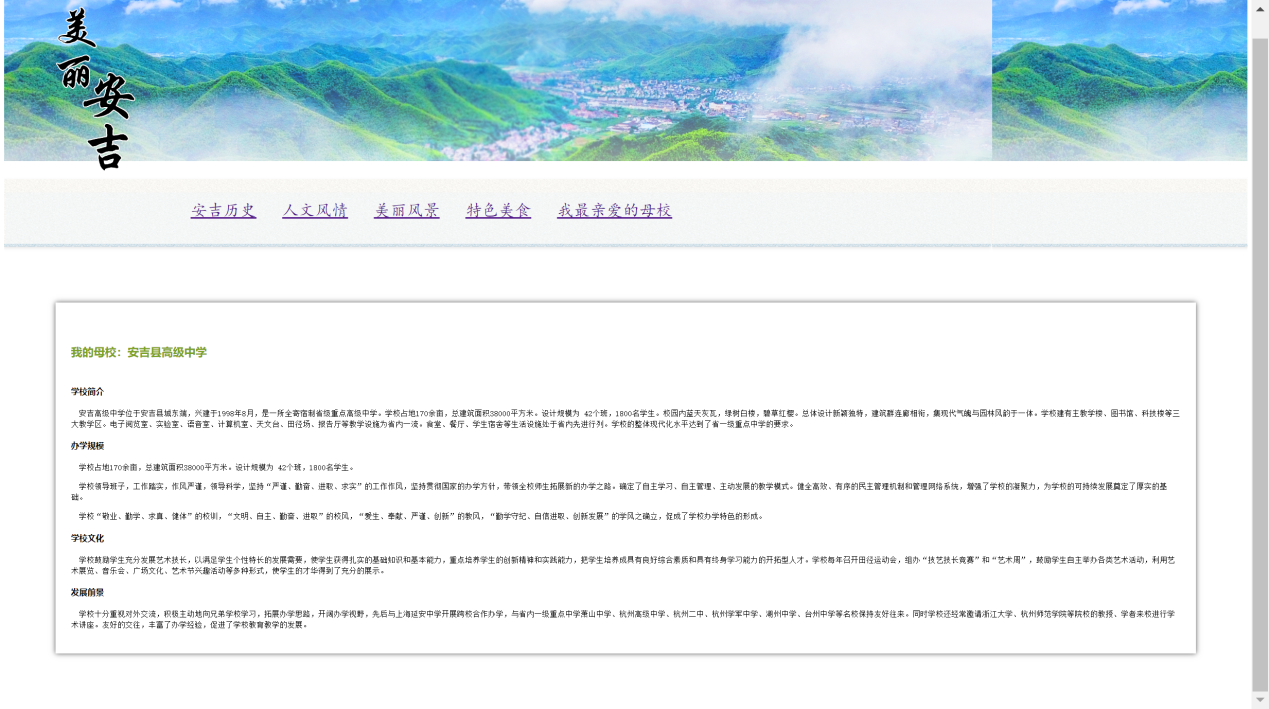 美
丽
安
吉
安吉历史 人文风情 美丽风景 特色美食 我最亲爱的母校
我的母校：安吉县高级中学
学校简介
安吉高级中学位于安吉县城东端，兴建于1998年8月，是一所全寄宿制省级重点高级中学。学校占地170余亩，总建筑面积38000平方米。设计规模为 42个班，1800名学生。校园内蓝天灰瓦，绿树白楼，碧草红樱。总体设计新颖独特，建筑群连廊相衔，集现代气魄与园林风韵于一体。学校建有主教学楼、图书馆、科技楼等三
大教学区。电子阅览室、实验室、语音室、计算机室、天文台、田径场、报告厅等教学设施为省内一流。食堂、餐厅、学生宿舍等生活设施处于省内先进行列。学校的整体现代化水平达到了省一级重点中学的要求。
办学规模
学校占地170余亩，总建筑面积38000平方米。设计规模为 42个班，1800名学生。
学校领导班子，工作踏实，作风严谨，领导科学，坚持“严谨、勤奋、进取、求实”的工作作风，坚持贯彻国家的办学方针，带领全校师生拓展新的办学之路。确定了自主学习、自主管理、主动发展的教学模式。健全高效、有序的民主管理机制和管理网络系统，增强了学校的凝聚力，为学校的可持续发展奠定了厚实的基
础。
学校“敬业、勤学、求真、健体”的校训，“文明、自主、勤奋、进取”的校风，“爱生、奉献、严谨、创新”的教风，“勤学守纪、自信进取、创新发展”的学风之确立，促成了学校办学特色的形成。
学校文化
学校鼓励学生充分发展艺术技长，以满足学生个性特长的发展需要，使学生获得扎实的基础知识和基本能力，重点培养学生的创新精神和实践能力，把学生培养成具有良好综合素质和具有终身学习能力的开拓型人才。学校每年召开田径运动会，组办“技艺技长竞赛”和“艺术周”，鼓励学生自主举办各类艺术活动，利用艺
术展览、音乐会、广场文化、艺术节兴趣活动等多种形式，使学生的才华得到了充分的展示。
发展前景
学校十分重视对外交流，积极主动地向兄弟学校学习，拓展办学思路，开阔办学视野，先后与上海延安中学开展跨校合作办学，与省内一级重点中学萧山中学、杭州高级中学、杭州二中、杭州学军中学、湖州中学、台州中学等名校保持友好往来。同时学校还经常邀请浙江大学、杭州师范学院等院校的教授、学者来校进行学
术讲座。友好的交往，丰富了办学经验，促进了学校教育教学的发展。